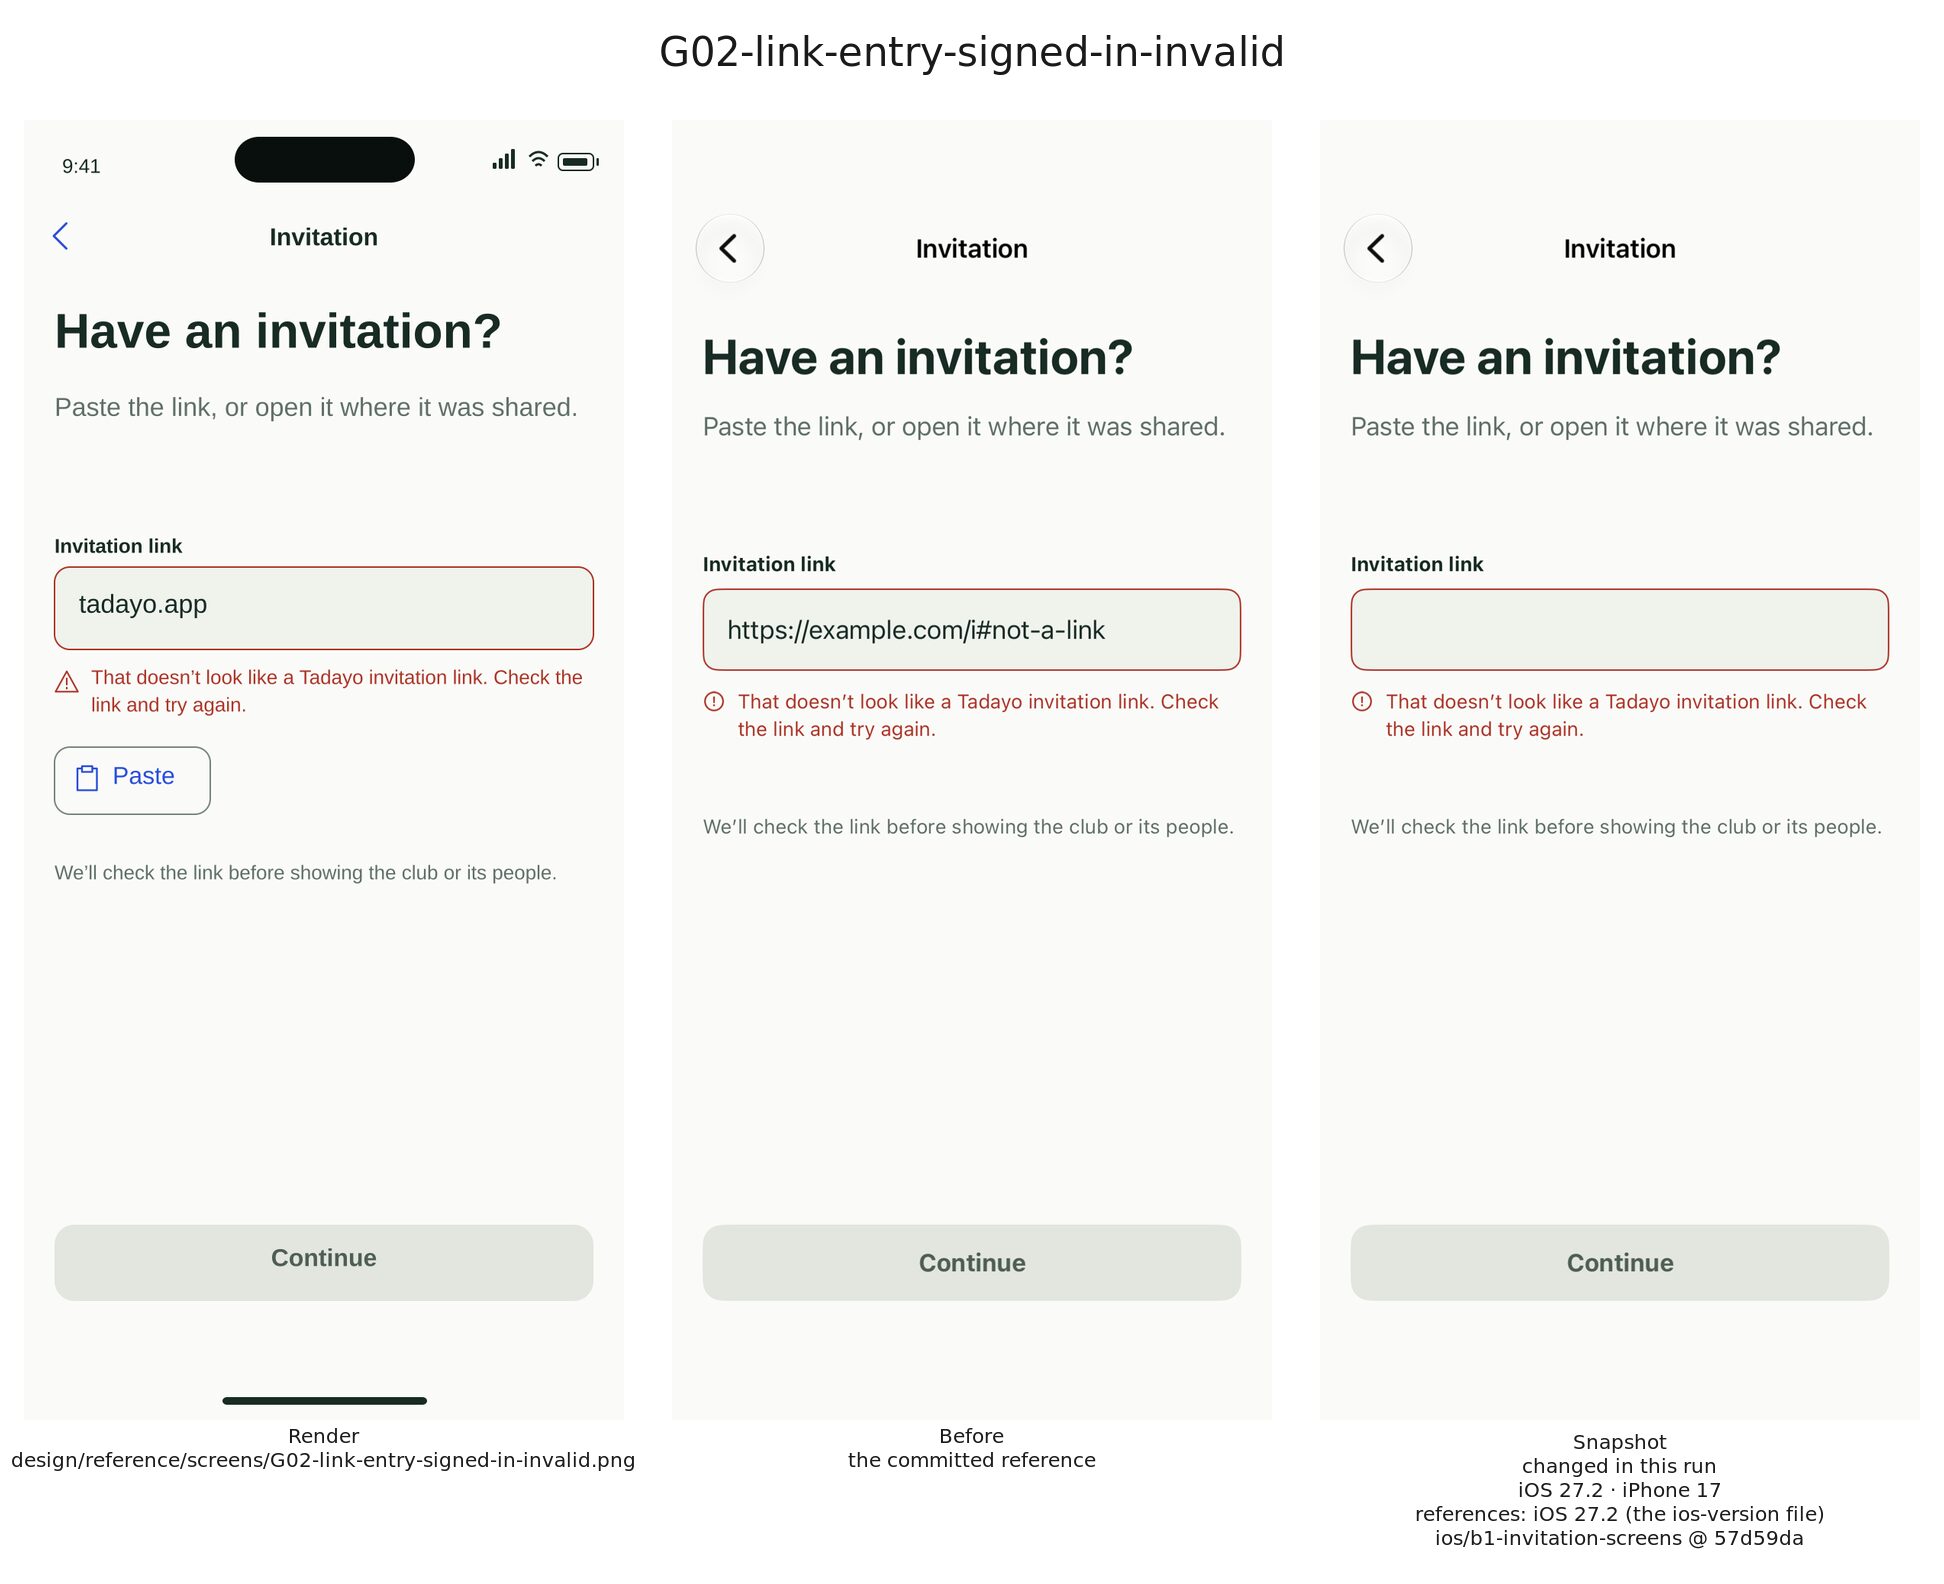 G02-link-entry-signed-in-invalid
9:41
Invitation
Have an invitation?
Paste the link, or open it where it was shared.
Invitation link
tadayo.app
That doesn’t look like a Tadayo invitation link. Check the
link and try again.
Paste
We’ll check the link before showing the club or its people.
Continue
Render
design/reference/screens/G02-link-entry-signed-in-invalid.png
Invitation
Have an invitation?
Paste the link, or open it where it was shared.
Invitation link
https://example.com/i#not-a-link
That doesn’t look like a Tadayo invitation link. Check
the link and try again.
We’ll check the link before showing the club or its people.
Continue
Before
the committed reference
Invitation
Have an invitation?
Paste the link, or open it where it was shared.
Invitation link
That doesn’t look like a Tadayo invitation link. Check
the link and try again.
We’ll check the link before showing the club or its people.
Continue
Snapshot
changed in this run
iOS 27.2 · iPhone 17
references: iOS 27.2 (the ios-version file)
ios/b1-invitation-screens @ 57d59da